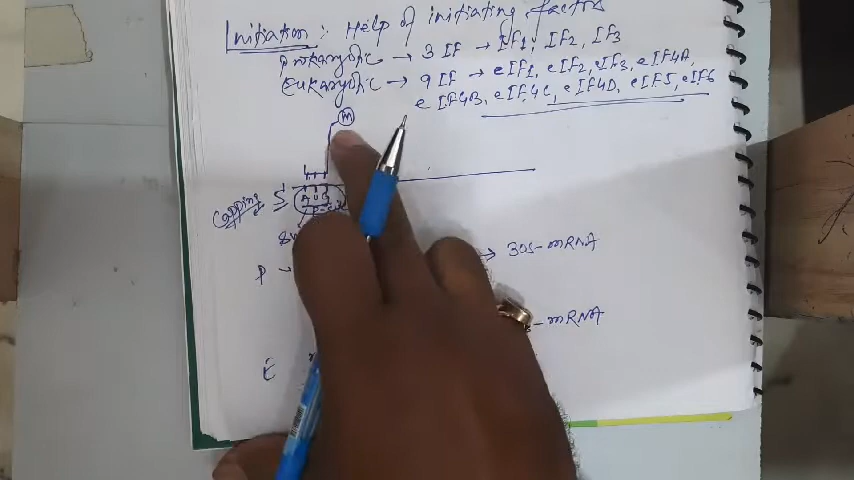 Initiation :- Help of initiating factors
Prokaryotic → 3 IF → IF1, IF2, IF3
Eukaryotic → 9 IF → eIF1, eIF2, eIF3, eIF4A,
eIF4B, eIF4C, eIF4D, eIF5, eIF6
M
Capping 5' AUG
P-site
P → 30S-mRNA
-mRNA
E